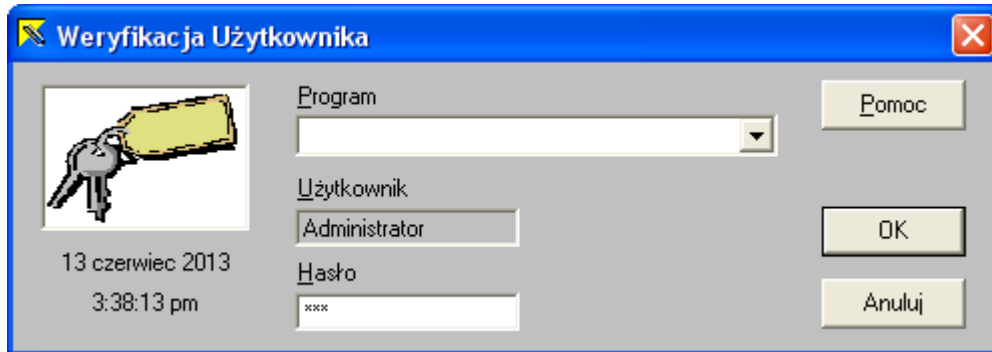 Weryfikacja Użytkownika
Program
Pomoc
Użytkownik
Administrator
OK
13 czerwiec 2013
Hasło
3:38:13 pm
***
Anuluj